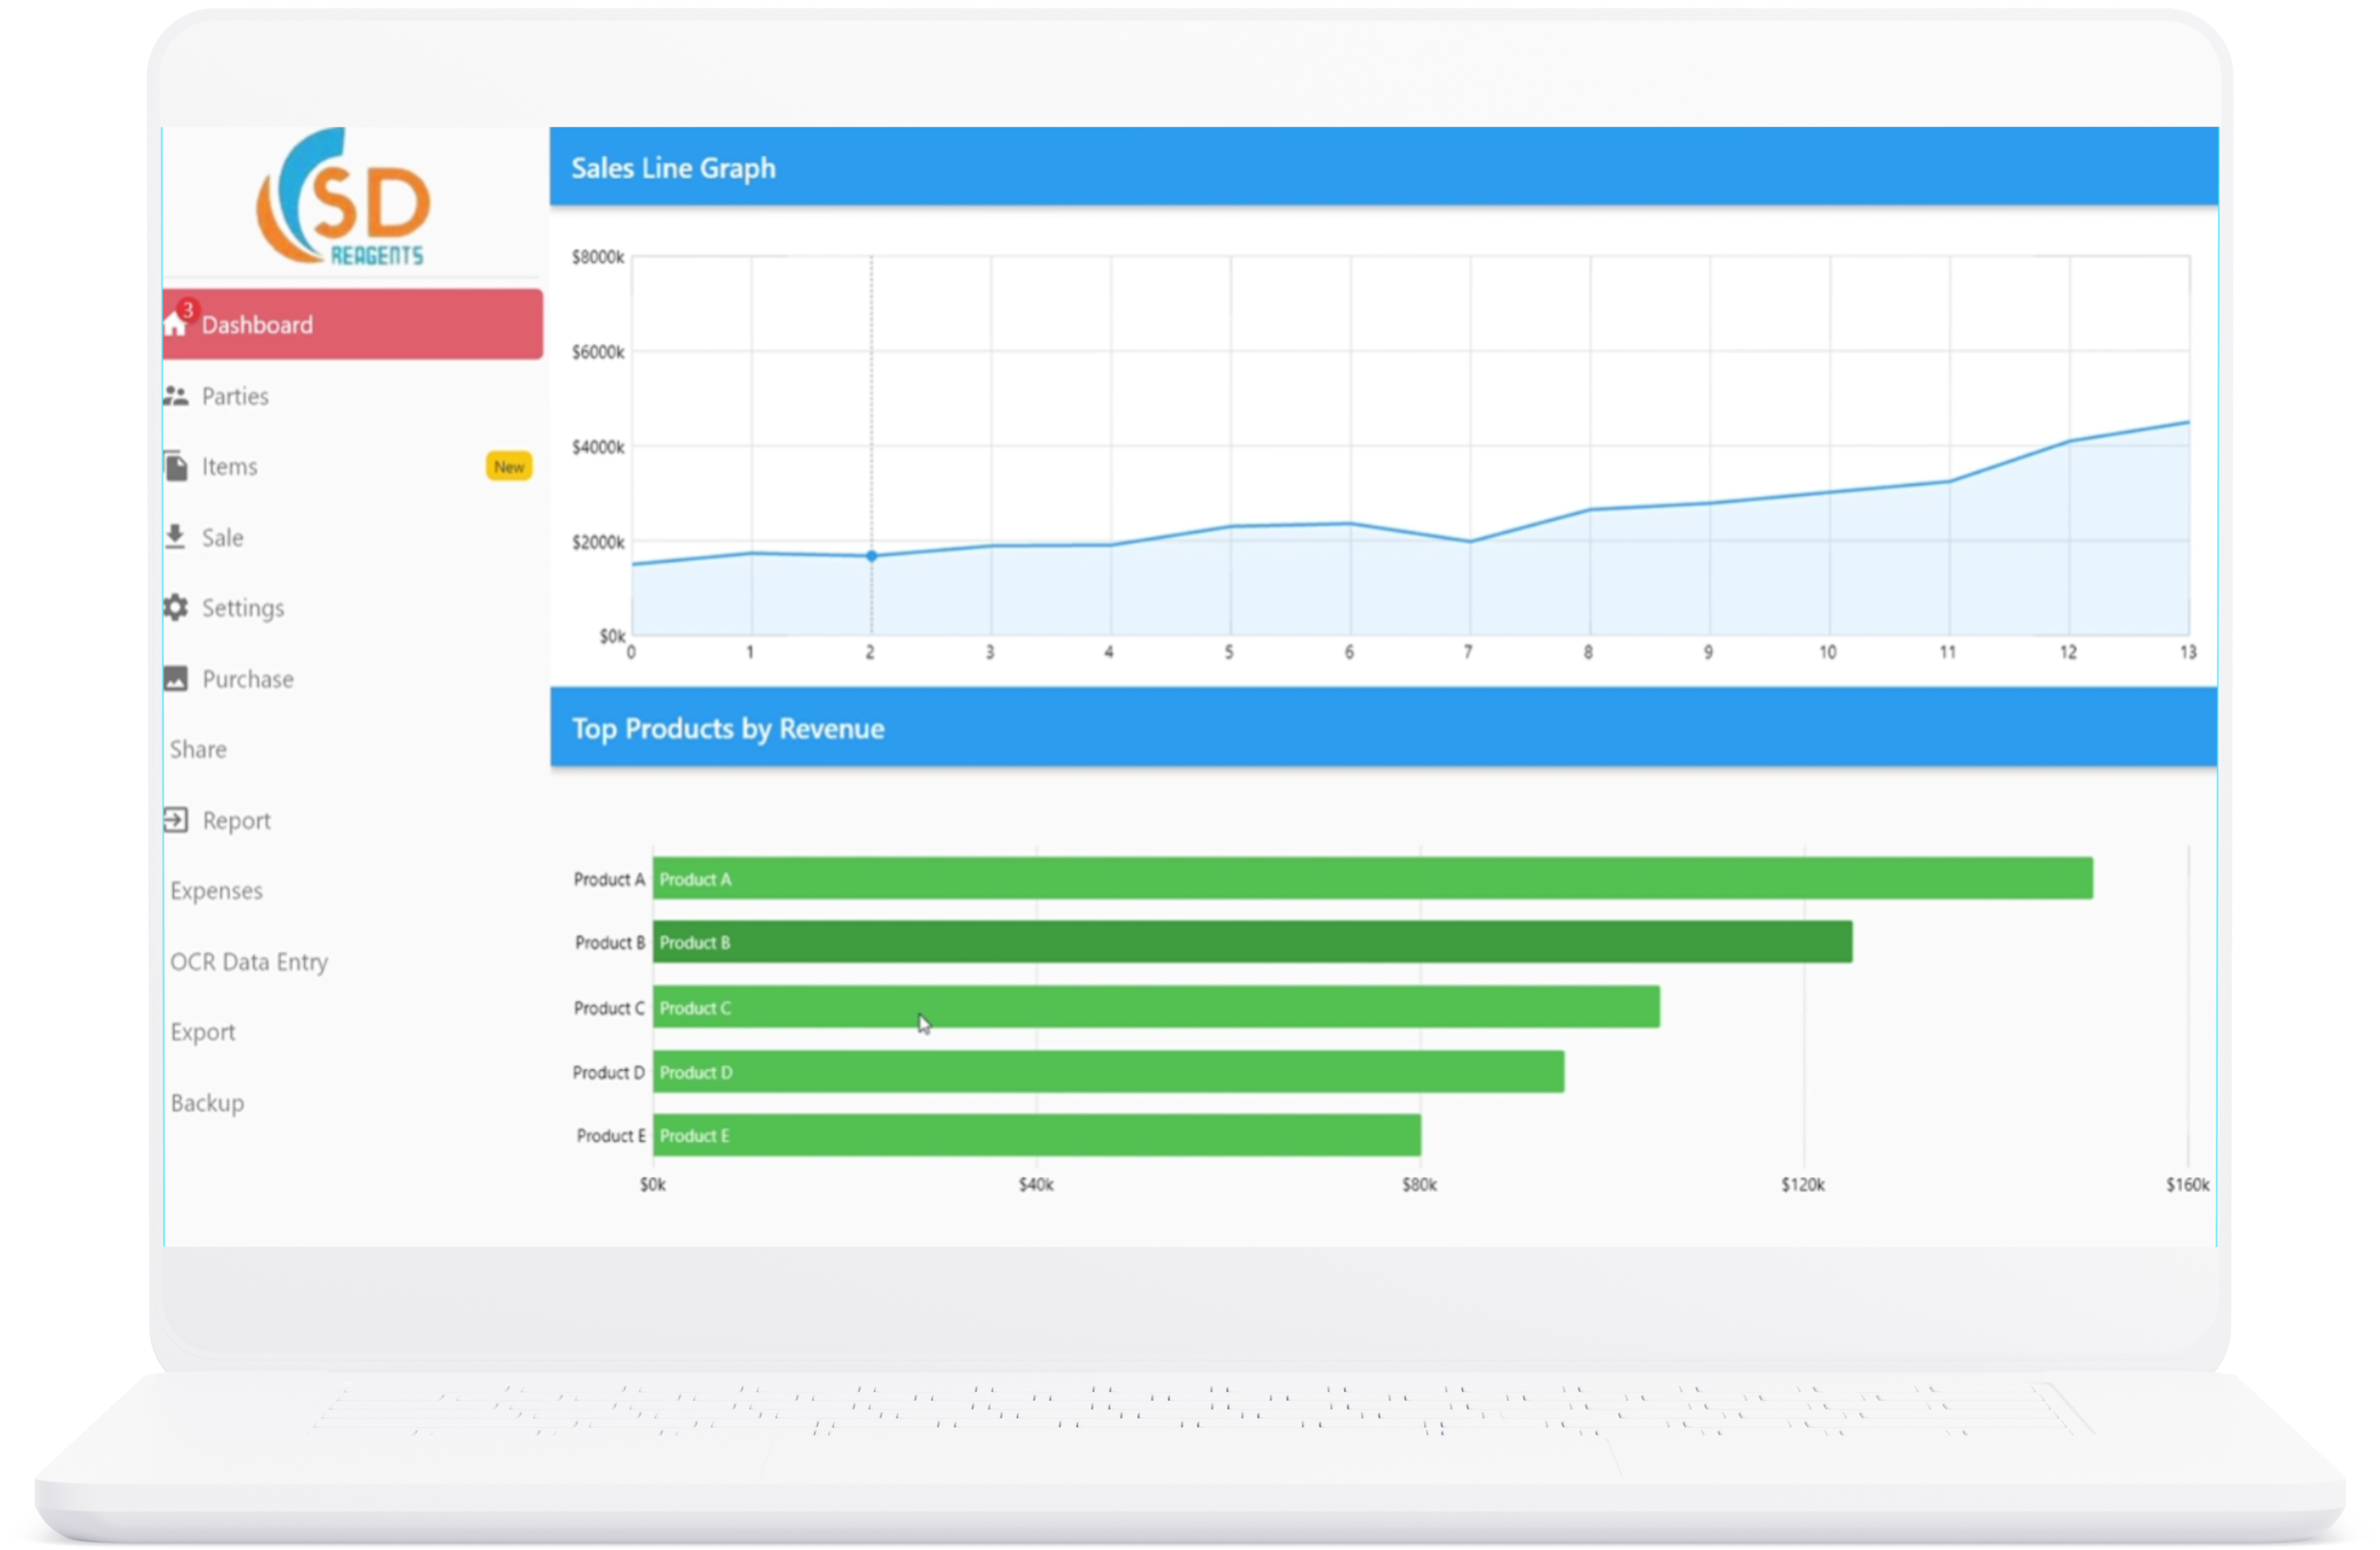 SD
REAGENTS
3
Dashboard
Parties
Items
New
Sale
Settings
Purchase
Share
Report
Expenses
OCR Data Entry
Export
Backup
Sales Line Graph
$8000k
$6000k
$4000k
$2000k
$0k
0 1 2 3 4 5 6 7 8 9 10 11 12 13
Top Products by Revenue
Product A Product A
Product B Product B
Product C Product C
Product D Product D
Product E Product E
$0k $40k $80k $120k $160k